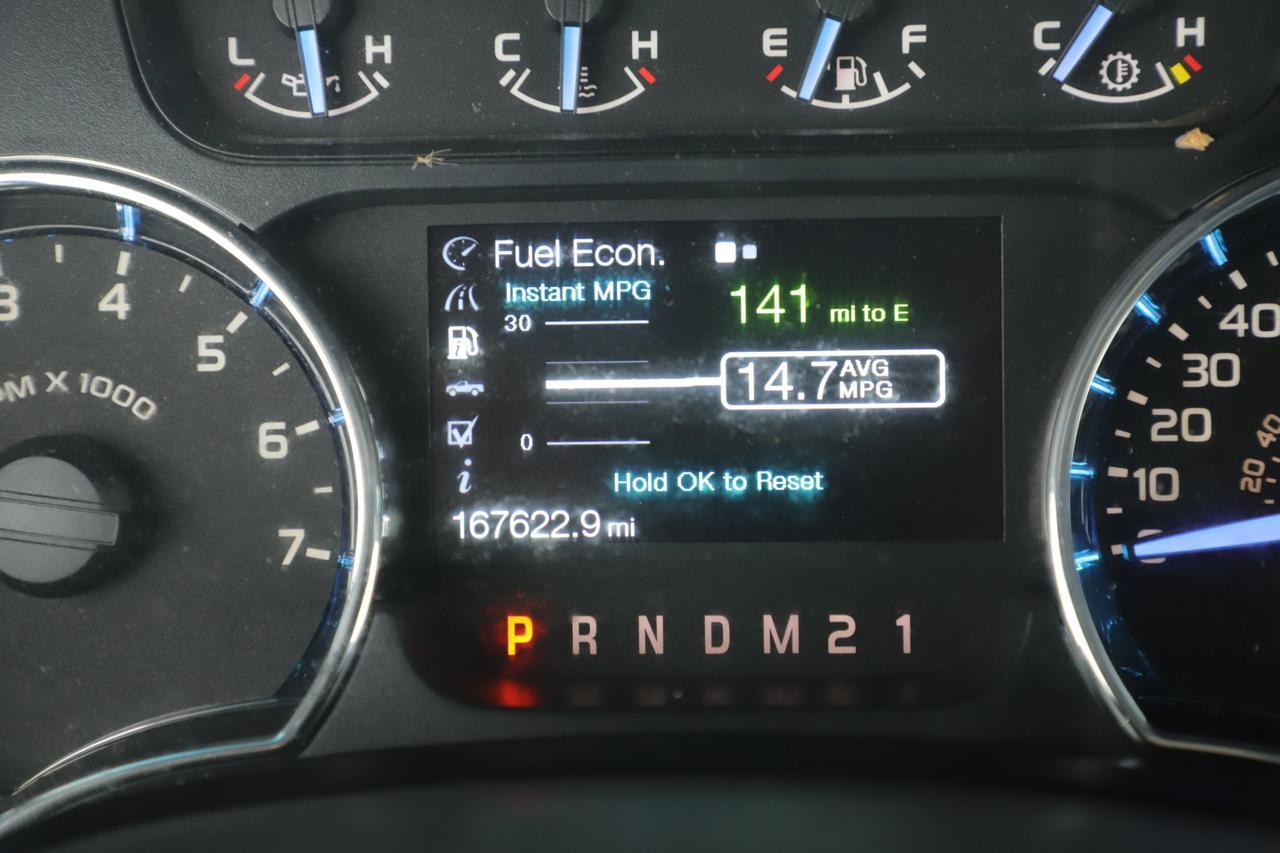 L H C H E F C H
Fuel Econ.
Instant MPG
141 mi to E
30
14.7 AVG MPG
0
Hold OK to Reset
167622.9 mi
P R N D M 2 1
3 4 5 6 7
X 1000
40 30 20 10 0
40 20